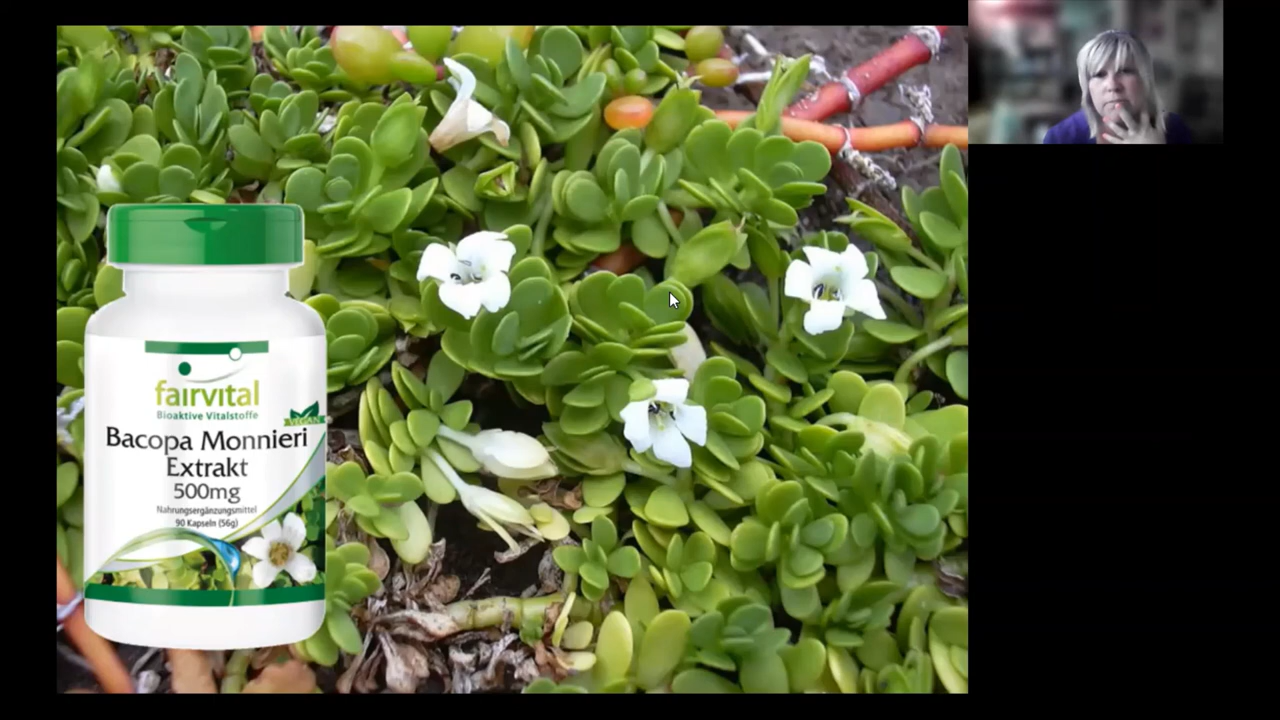 fairvital
Bioaktive Vitalstoffe
VEGAN
Bacopa Monnieri
Extrakt
500mg
Nahrungsergänzungsmittel
90 Kapseln (56g)